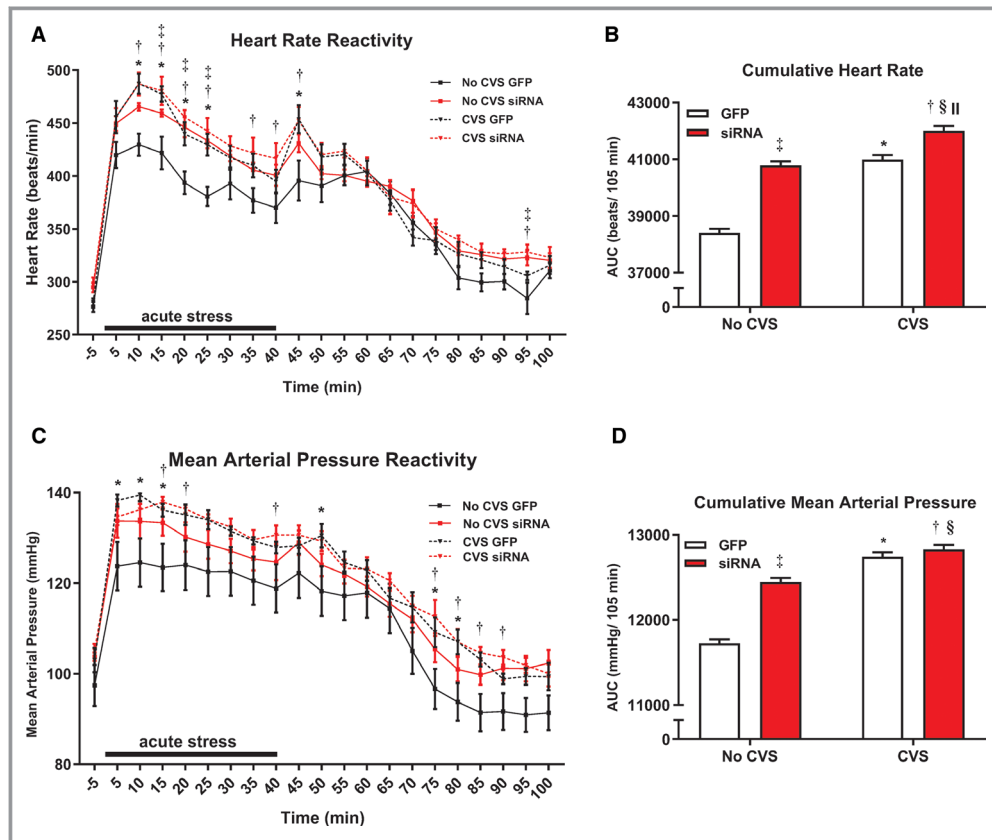 A
Heart Rate Reactivity
† ‡ ‡ ‡ ‡ † † * * † * † * † * † † † * ‡ †
No CVS GFP
No CVS siRNA
CVS GFP
CVS siRNA
Heart Rate (beats/min)
500
450
400
350
300
250
acute stress
-5 5 10 15 20 25 30 35 40 45 50 55 60 65 70 75 80 85 90 95 100
Time (min)
B
Cumulative Heart Rate
GFP
siRNA
‡ * † § ||
AUC (beats/ 105 min)
43000
41000
39000
37000
0
No CVS CVS
C
Mean Arterial Pressure Reactivity
* * † * † † * † * † * † †
No CVS GFP
No CVS siRNA
CVS GFP
CVS siRNA
Mean Arterial Pressure (mmHg)
140
120
100
80
acute stress
-5 5 10 15 20 25 30 35 40 45 50 55 60 65 70 75 80 85 90 95 100
Time (min)
D
Cumulative Mean Arterial Pressure
GFP
siRNA
‡ * † §
AUC (mmHg/ 105 min)
13000
12000
11000
0
No CVS CVS